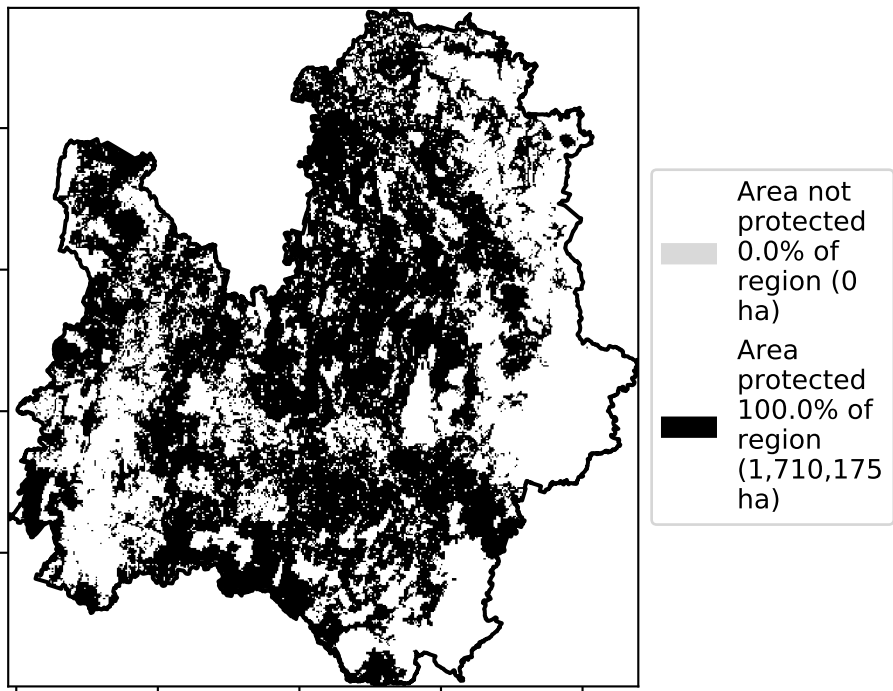 Area not
protected
0.0% of
region (0
ha)
Area
protected
100.0% of
region
(1,710,175
ha)